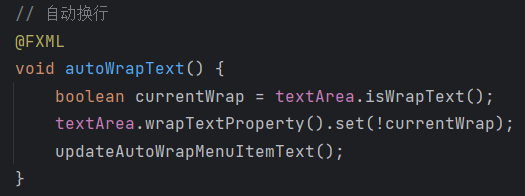 // 自动换行
@FXML
void autoWrapText() {
    boolean currentWrap = textArea.isWrapText();
    textArea.wrapTextProperty().set(!currentWrap);
    updateAutoWrapMenuItemText();
}